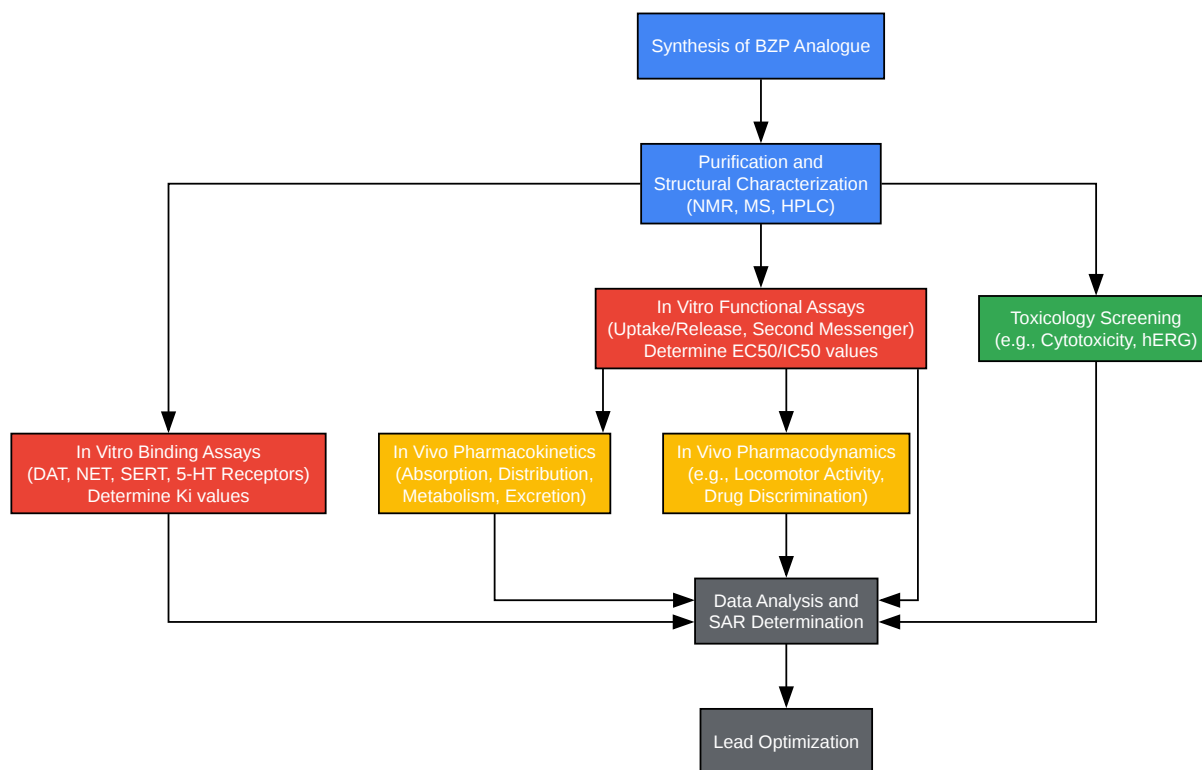 Synthesis of BZP Analogue
Purification and
Structural Characterization
(NMR, MS, HPLC)
In Vitro Functional Assays
(Uptake/Release, Second Messenger)
Determine EC50/IC50 values
Toxicology Screening
(e.g., Cytotoxicity, hERG)
In Vitro Binding Assays
(DAT, NET, SERT, 5-HT Receptors)
Determine Ki values
In Vivo Pharmacokinetics
(Absorption, Distribution,
Metabolism, Excretion)
In Vivo Pharmacodynamics
(e.g., Locomotor Activity,
Drug Discrimination)
Data Analysis and
SAR Determination
Lead Optimization